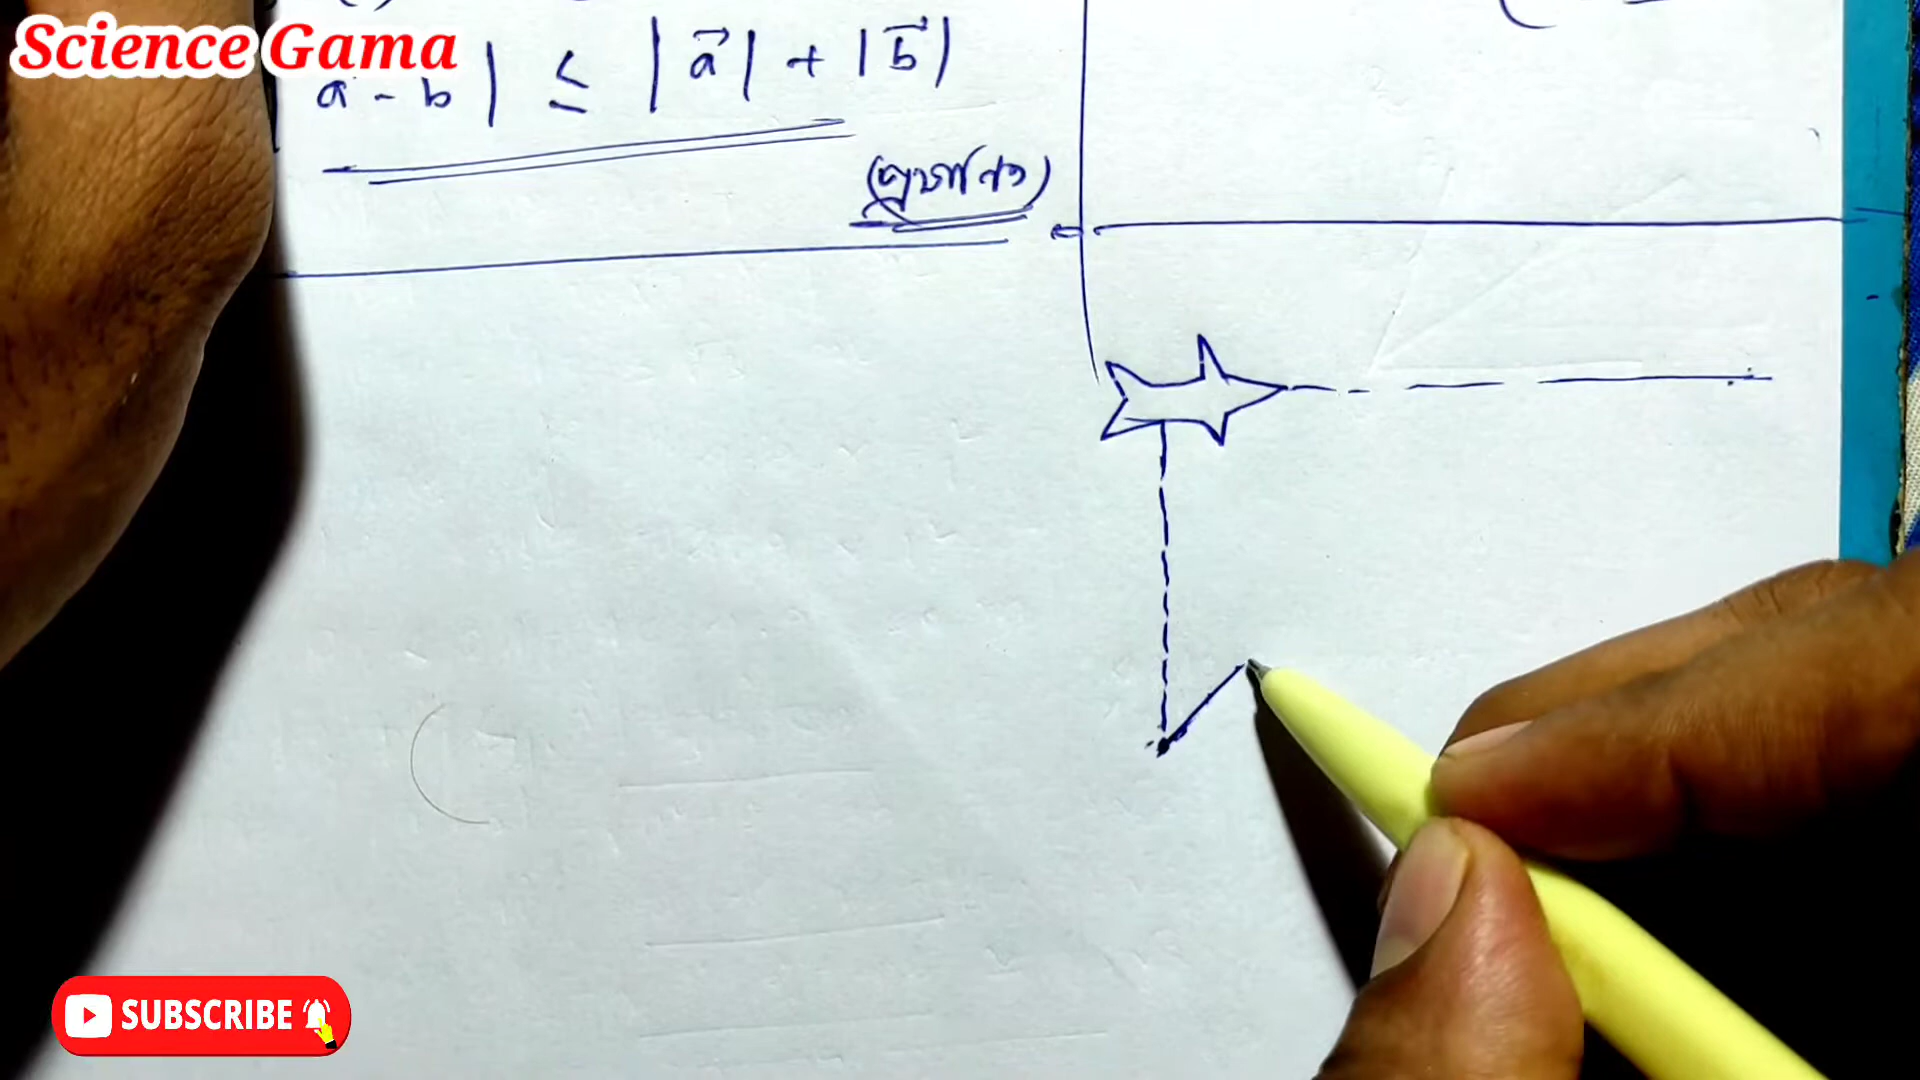 Science Gama
a - b | ≤ | a⃗ | + | b⃗ |
(প্রমাণিত)
SUBSCRIBE